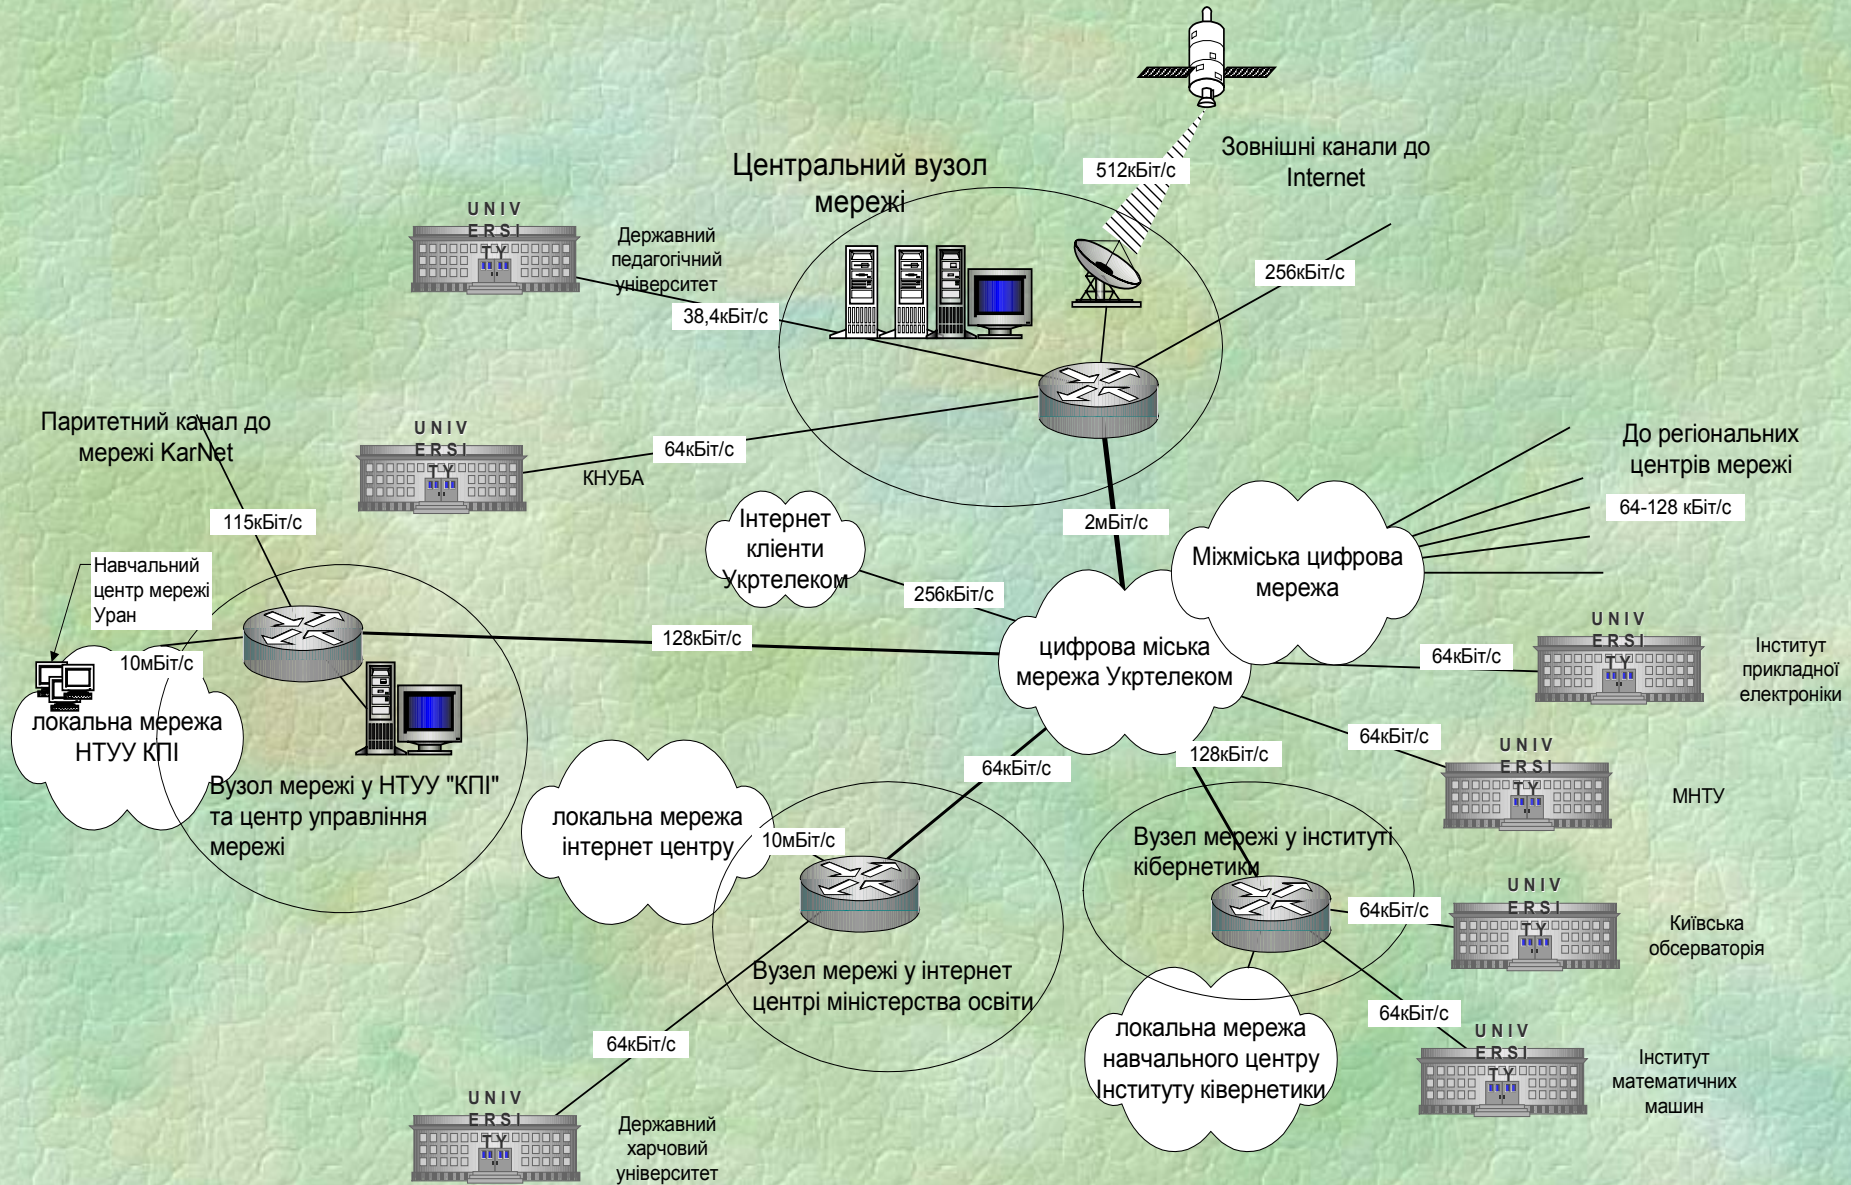 Зовнішні канали до
Internet
512кБіт/с
Центральний вузол
мережі
256кБіт/с
UNIV
ERSI
TY
Державний
педагогічний
університет
38,4кБіт/с
Паритетний канал до
мережі KarNet
UNIV
ERSI
TY
64кБіт/с
КНУБА
До регіональних
центрів мережі
64-128 кБіт/с
115кБіт/с
Інтернет
клієнти
Укртелеком
2мБіт/с
Міжміська цифрова
мережа
Навчальний
центр мережі
Уран
256кБіт/с
128кБіт/с
10мБіт/с
цифрова міська
мережа Укртелеком
64кБіт/с
UNIV
ERSI
TY
Інститут
прикладної
електроніки
локальна мережа
НТУУ КПІ
64кБіт/с
128кБіт/с
64кБіт/с
UNIV
ERSI
TY
МНТУ
Вузол мережі у НТУУ "КПІ"
та центр управління
мережі
локальна мережа
інтернет центру
10мБіт/с
Вузел мережі у інституті
кібернетики
64кБіт/с
UNIV
ERSI
TY
Київська
обсерваторія
Вузел мережі у інтернет
центрі міністерства освіти
64кБіт/с
64кБіт/с
локальна мережа
навчального центру
Інституту ківернетики
UNIV
ERSI
TY
Інститут
математичних
машин
UNIV
ERSI
TY
Державний
харчовий
університет